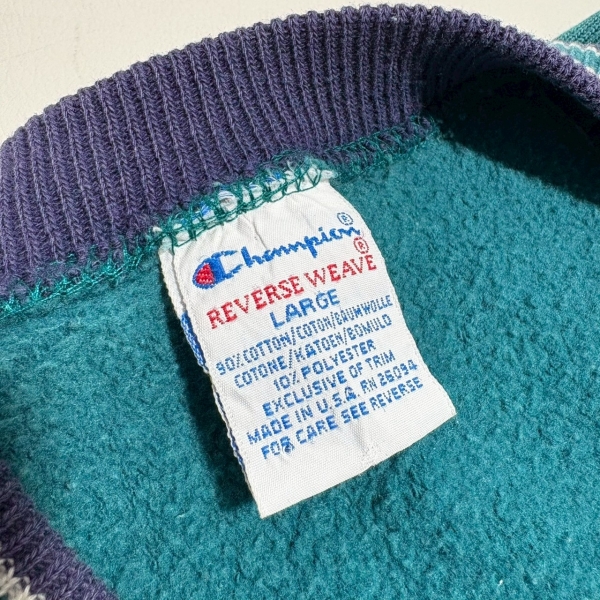 Champion®
REVERSE WEAVE®
LARGE
90% COTTON/COTON/BAUMWOLLE
COTONE/KATOEN/BOMULD
10% POLYESTER
EXCLUSIVE OF TRIM
MADE IN U.S.A. RN 26094
FOR CARE SEE REVERSE